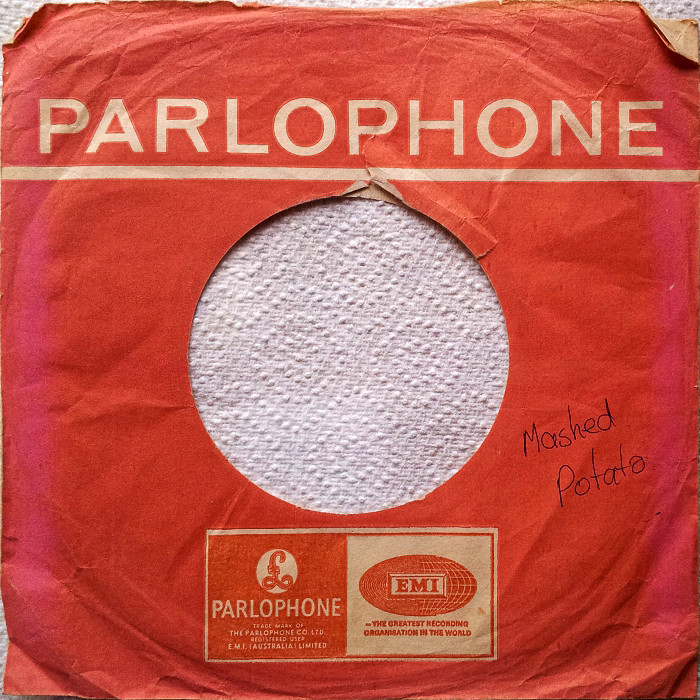 PARLOPHONE
Mashed
Potato
£
PARLOPHONE
TRADE MARK OF
THE PARLOPHONE CO. LTD.
REGISTERED USER
E.M.I. (AUSTRALIA) LIMITED
EMI
—THE GREATEST RECORDING
ORGANISATION IN THE WORLD